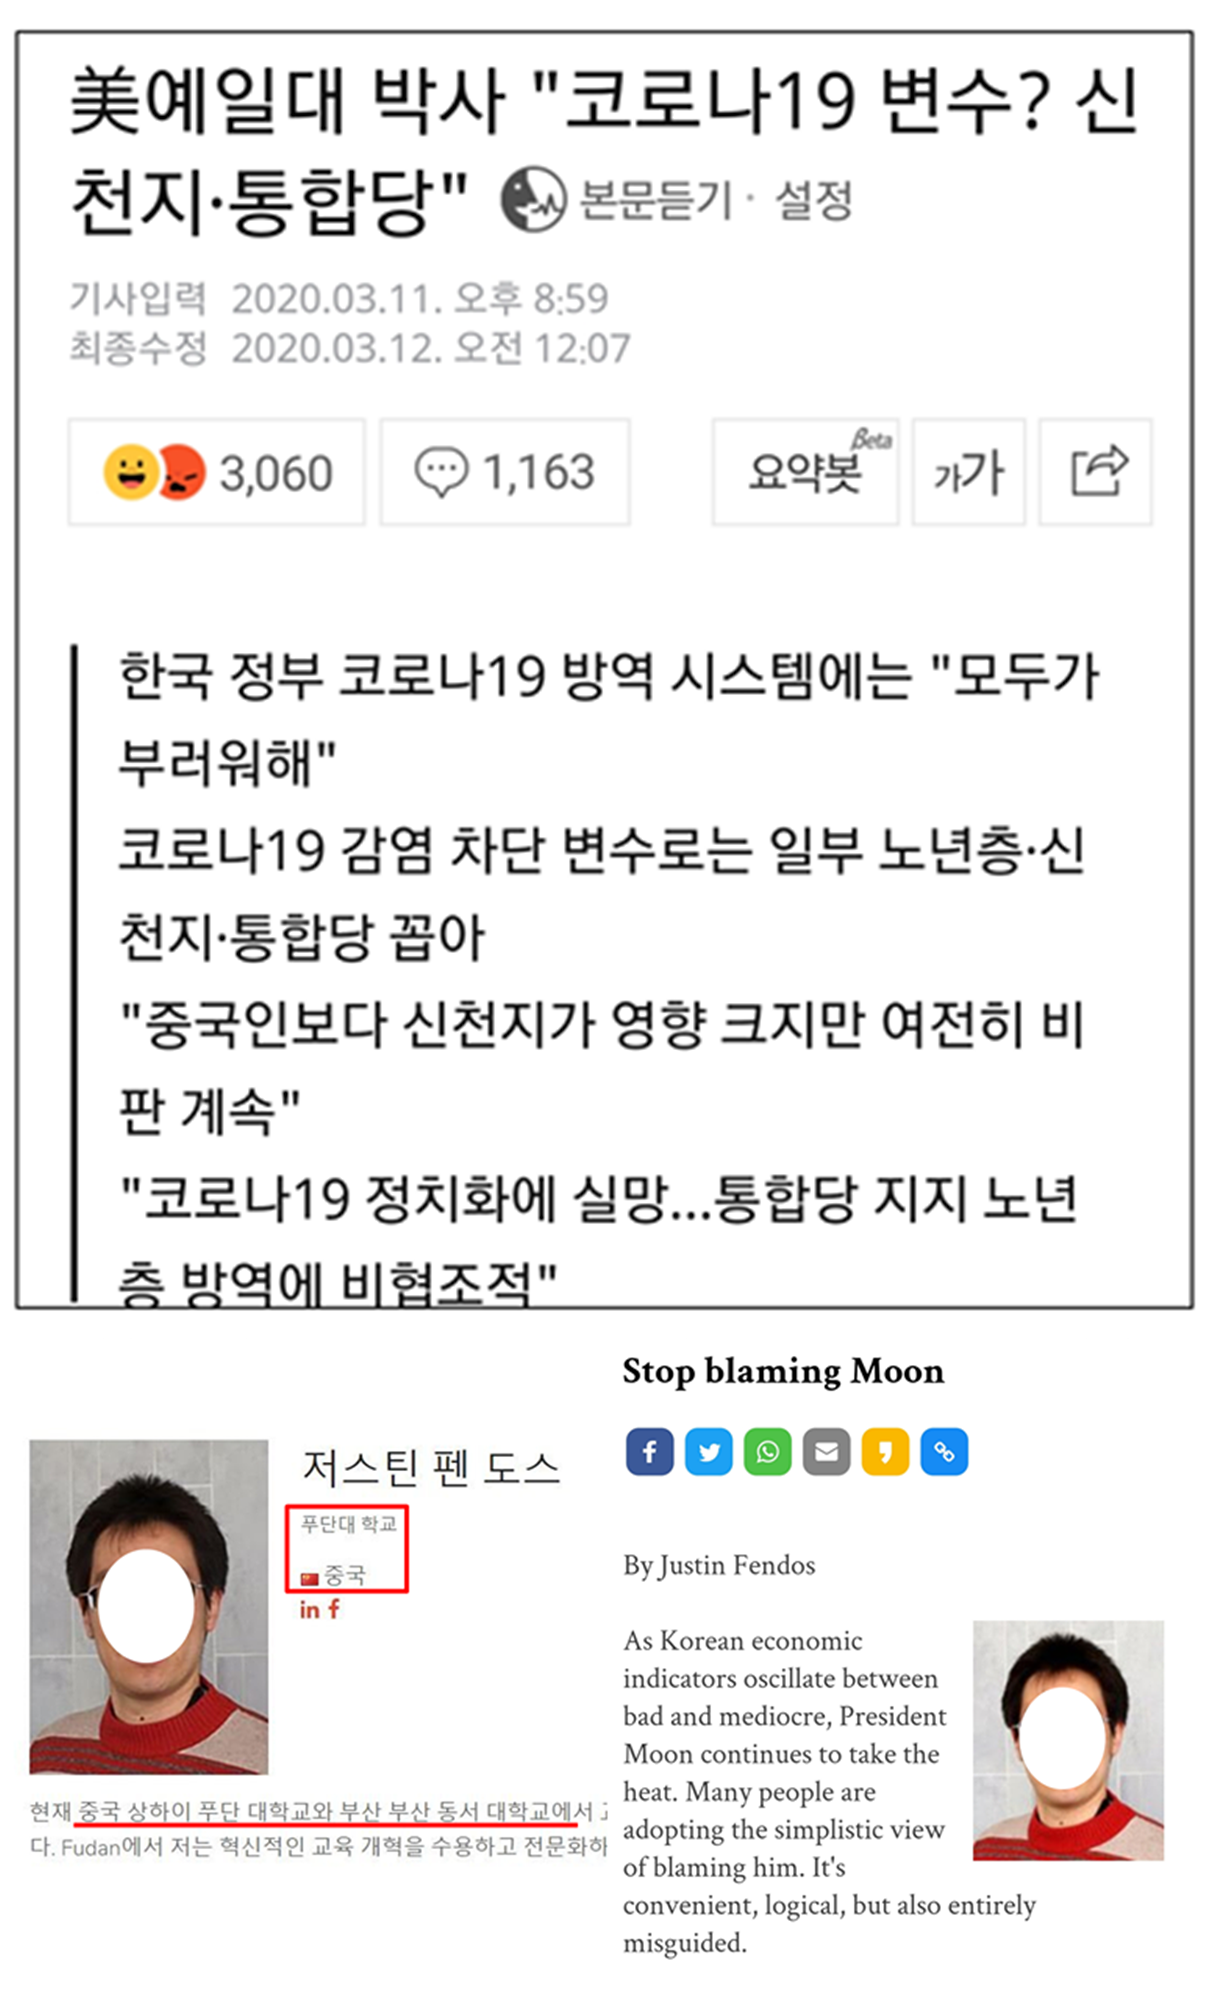 美예일대 박사 "코로나19 변수? 신
천지·통합당" 본문듣기 · 설정
기사입력 2020.03.11. 오후 8:59
최종수정 2020.03.12. 오전 12:07
3,060 1,163 요약봇 Beta 가가
한국 정부 코로나19 방역 시스템에는 "모두가
부러워해"
코로나19 감염 차단 변수로는 일부 노년층·신
천지·통합당 꼽아
"중국인보다 신천지가 영향 크지만 여전히 비
판 계속"
"코로나19 정치화에 실망...통합당 지지 노년
층 방역에 비협조적"
저스틴 펜 도스
푸단대 학교
중국
in f
현재 중국 상하이 푸단 대학교와 부산 부산 동서 대학교에서
다. Fudan에서 저는 혁신적인 교육 개혁을 수용하고 전문화하
Stop blaming Moon
By Justin Fendos
As Korean economic
indicators oscillate between
bad and mediocre, President
Moon continues to take the
heat. Many people are
adopting the simplistic view
of blaming him. It's
convenient, logical, but also entirely
misguided.